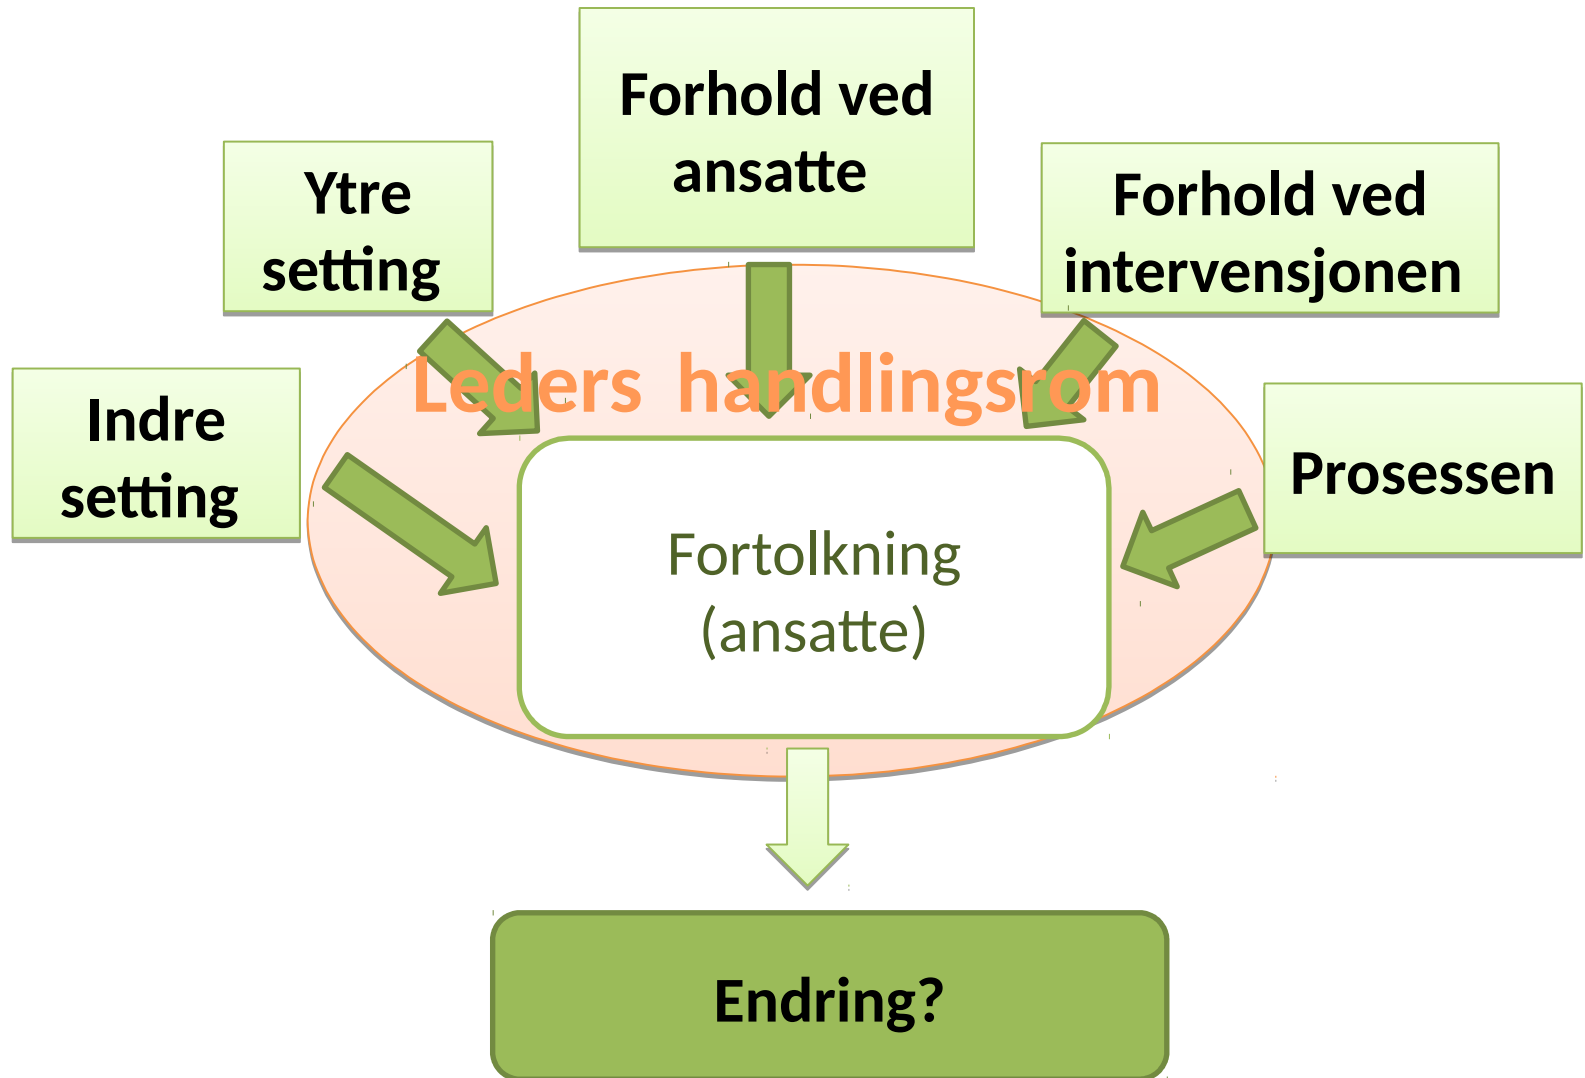 Forhold ved
ansatte
Ytre
setting
Forhold ved
intervensjonen
Leders handlingsrom
Indre
setting
Prosessen
Fortolkning
(ansatte)
Endring?